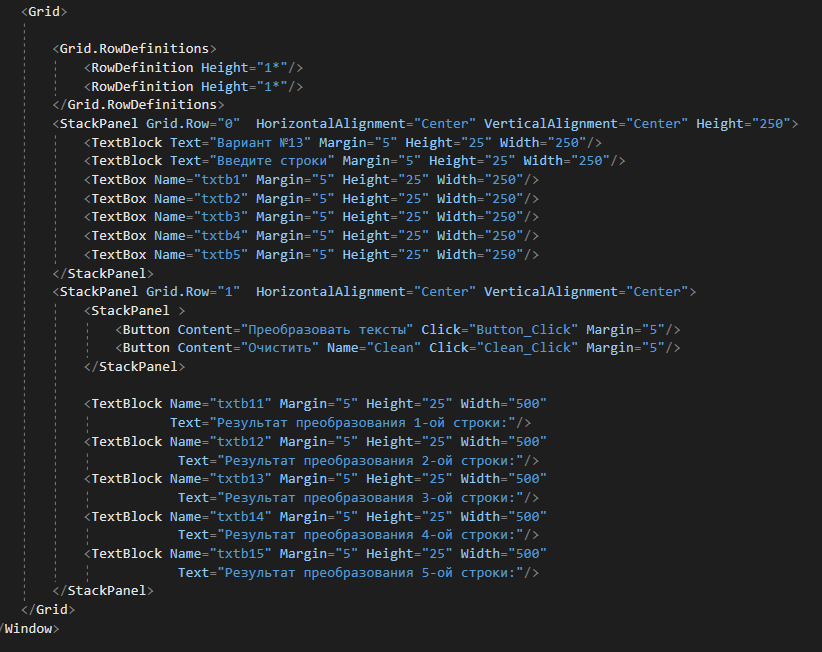 <Grid>
<Grid.RowDefinitions>
<RowDefinition Height="1*"/>
<RowDefinition Height="1*"/>
</Grid.RowDefinitions>
<StackPanel Grid.Row="0"  HorizontalAlignment="Center" VerticalAlignment="Center" Height="250">
<TextBlock Text="Вариант №13" Margin="5" Height="25" Width="250"/>
<TextBlock Text="Введите строки" Margin="5" Height="25" Width="250"/>
<TextBox Name="txtb1" Margin="5" Height="25" Width="250"/>
<TextBox Name="txtb2" Margin="5" Height="25" Width="250"/>
<TextBox Name="txtb3" Margin="5" Height="25" Width="250"/>
<TextBox Name="txtb4" Margin="5" Height="25" Width="250"/>
<TextBox Name="txtb5" Margin="5" Height="25" Width="250"/>
</StackPanel>
<StackPanel Grid.Row="1"  HorizontalAlignment="Center" VerticalAlignment="Center">
<StackPanel >
<Button Content="Преобразовать тексты" Click="Button_Click" Margin="5"/>
<Button Content="Очистить" Name="Clean" Click="Clean_Click" Margin="5"/>
</StackPanel>
<TextBlock Name="txtb11" Margin="5" Height="25" Width="500"
Text="Результат преобразования 1-ой строки:"/>
<TextBlock Name="txtb12" Margin="5" Height="25" Width="500"
Text="Результат преобразования 2-ой строки:"/>
<TextBlock Name="txtb13" Margin="5" Height="25" Width="500"
Text="Результат преобразования 3-ой строки:"/>
<TextBlock Name="txtb14" Margin="5" Height="25" Width="500"
Text="Результат преобразования 4-ой строки:"/>
<TextBlock Name="txtb15" Margin="5" Height="25" Width="500"
Text="Результат преобразования 5-ой строки:"/>
</StackPanel>
</Grid>
/Window>